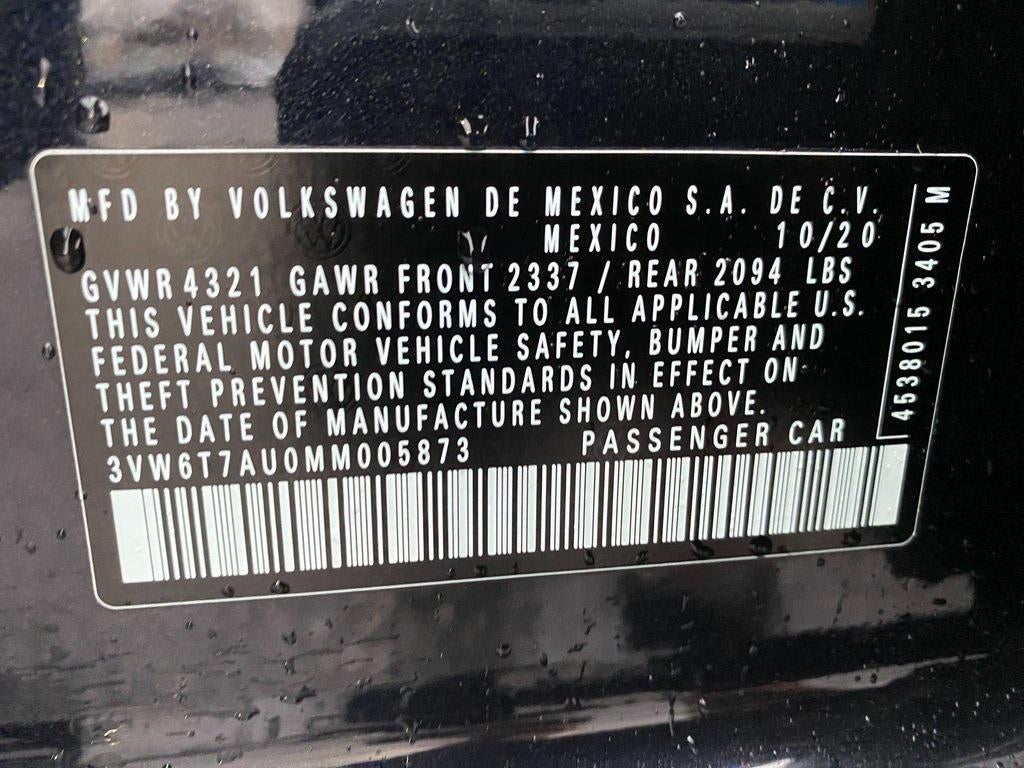 MFD BY VOLKSWAGEN DE MEXICO S.A. DE C.V.
MEXICO 10/20
GVWR 4321 GAWR FRONT 2337 / REAR 2094 LBS
THIS VEHICLE CONFORMS TO ALL APPLICABLE U.S.
FEDERAL MOTOR VEHICLE SAFETY, BUMPER AND
THEFT PREVENTION STANDARDS IN EFFECT ON
THE DATE OF MANUFACTURE SHOWN ABOVE.
3VW6T7AU0MM005873 PASSENGER CAR
4538015 3405 M